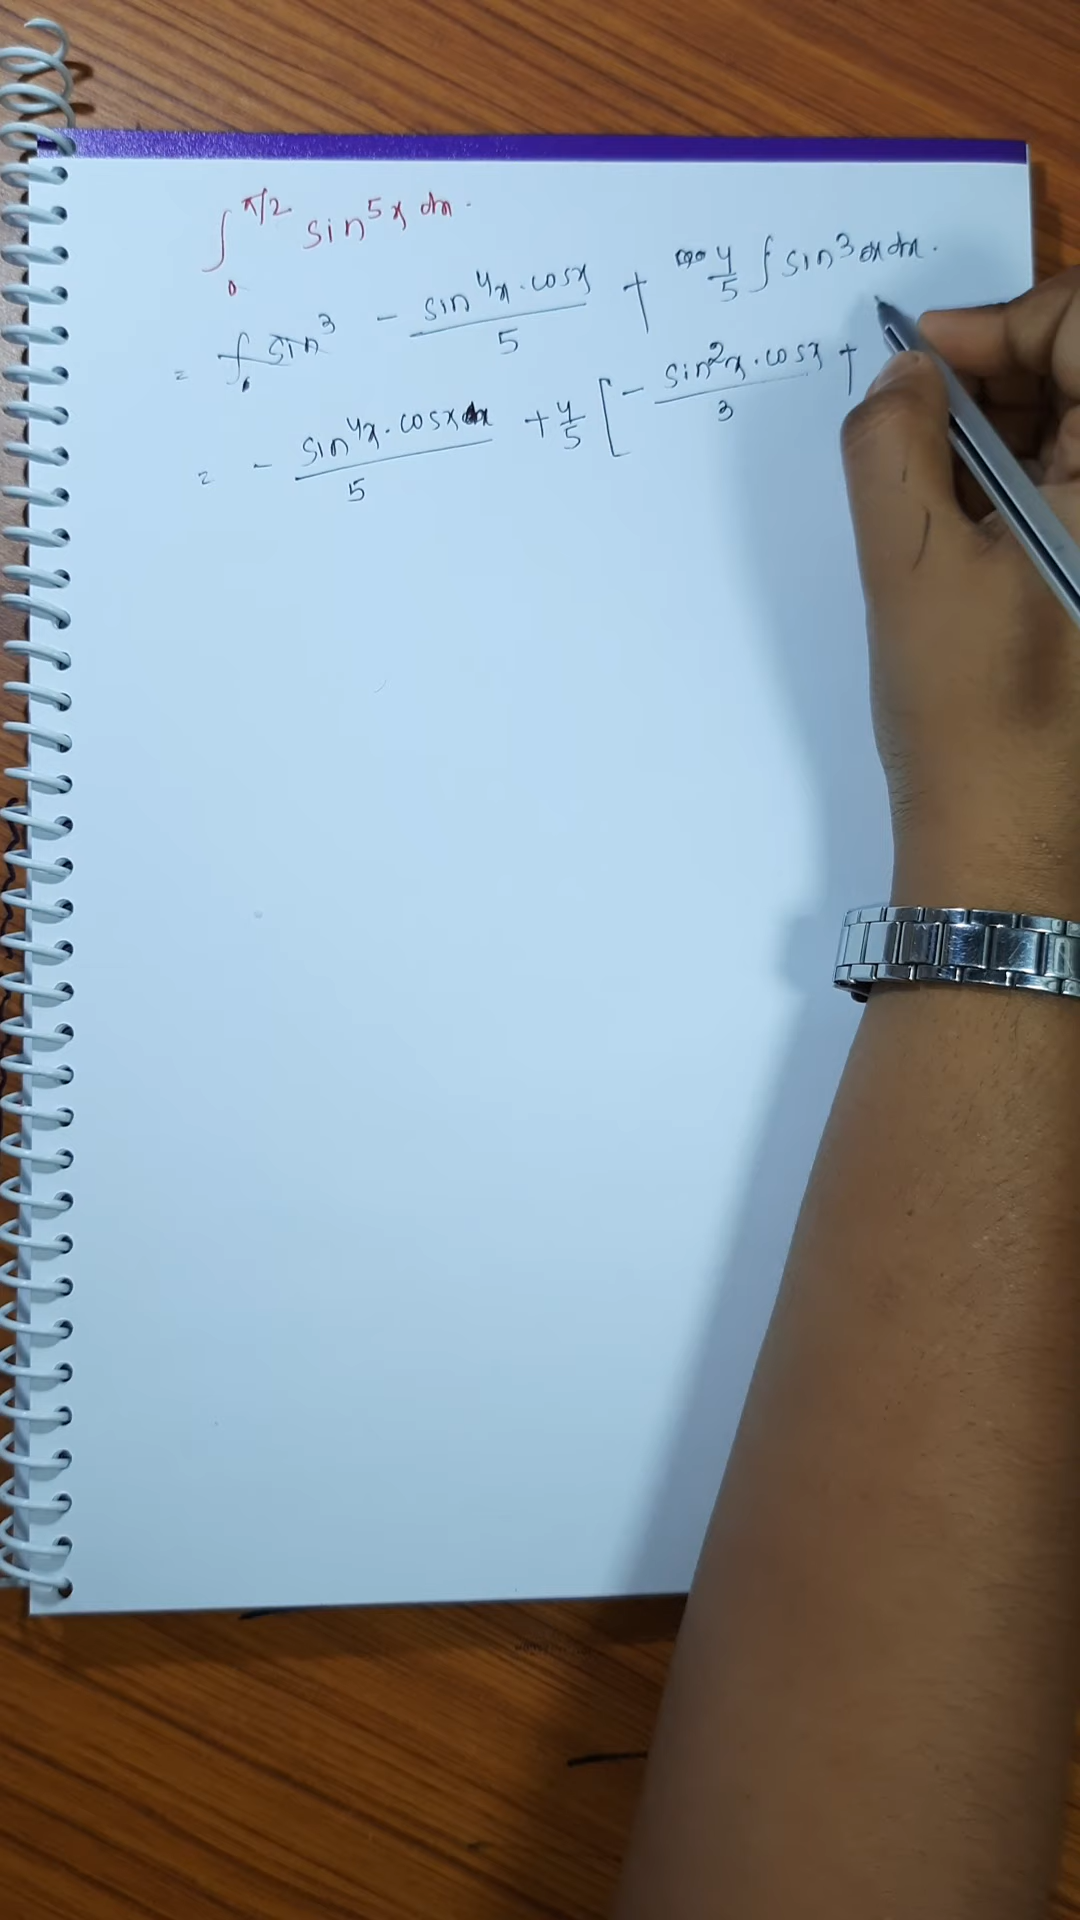 ∫₀^π/2 sin⁵x dx.
= ∫₀ sin³ - sin⁴x·cosx/5 + 4/5 ∫ sin³x dx.
= - sin⁴x·cosx/5 + 4/5 [ - sin²x·cosx/3 +